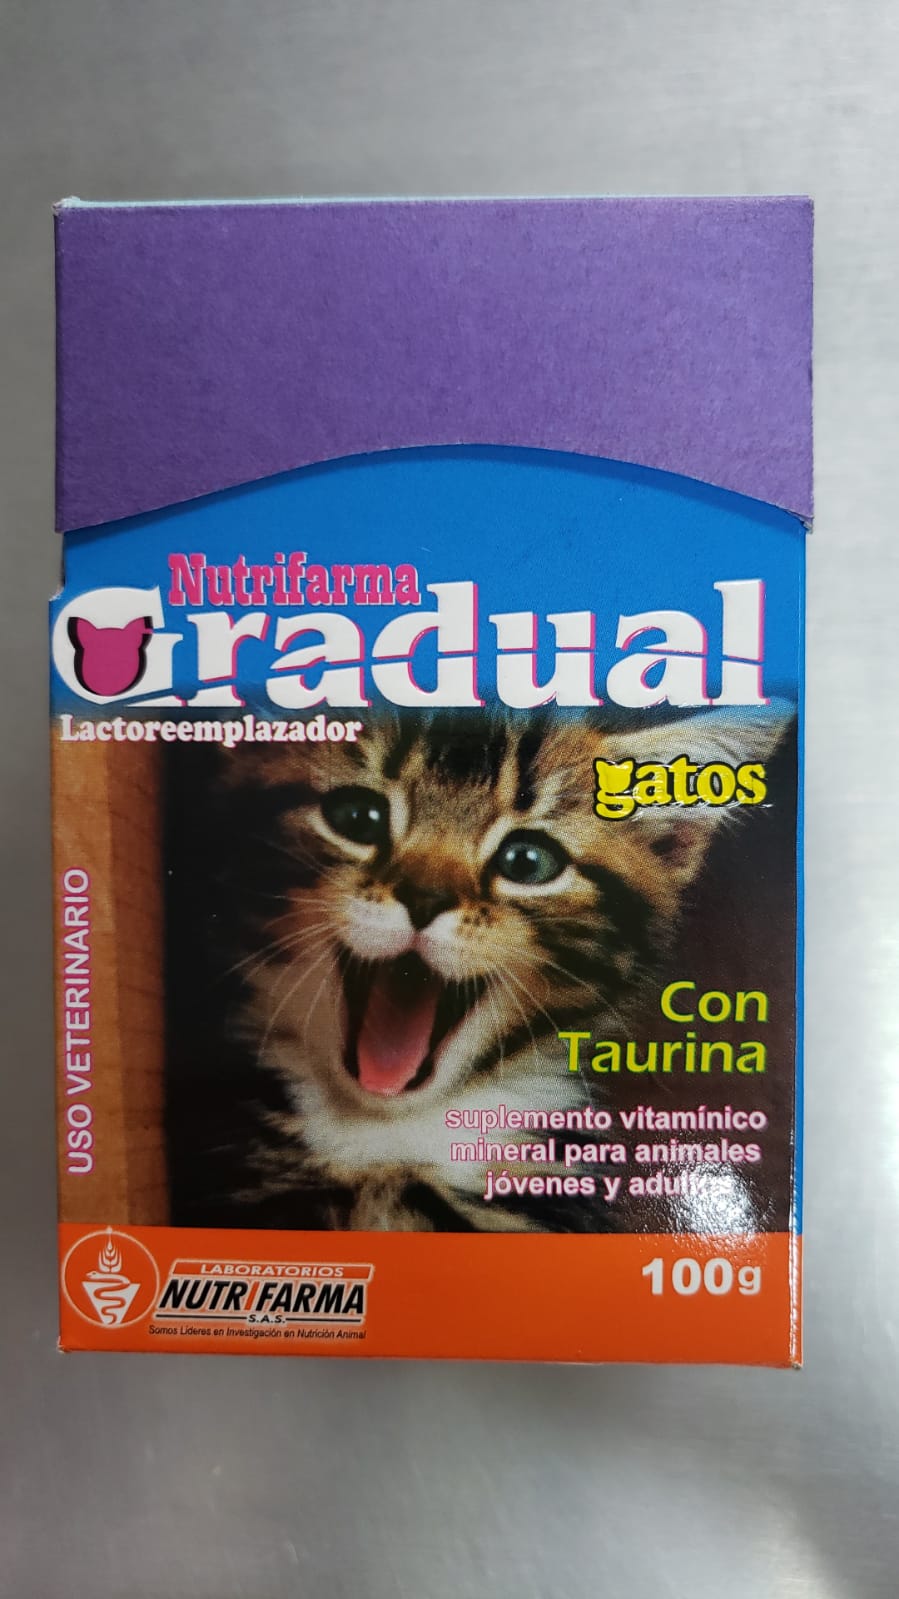 Nutrifarma
Gradual
Lactoreemplazador
gatos
USO VETERINARIO
Con
Taurina
suplemento vitamínico
mineral para animales
jóvenes y
100g
LABORATORIOS
NUTRIFARMA
S.A.S.
Somos Líderes en Investigación en Nutrición Animal